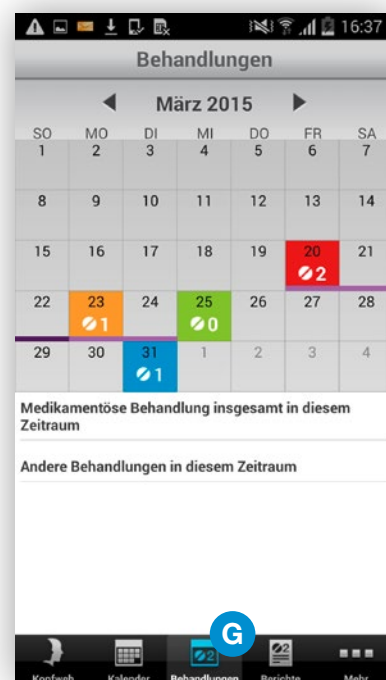 16:37
Behandlungen
März 2015
SO MO DI MI DO FR SA
1 2 3 4 5 6 7
8 9 10 11 12 13 14
15 16 17 18 19 20 21
2
22 23 24 25 26 27 28
1 0
29 30 31 1 2 3 4
1
Medikamentöse Behandlung insgesamt in diesem
Zeitraum
Andere Behandlungen in diesem Zeitraum
G
2 2
Kopfweh Kalender Behandlungen Berichte Mehr